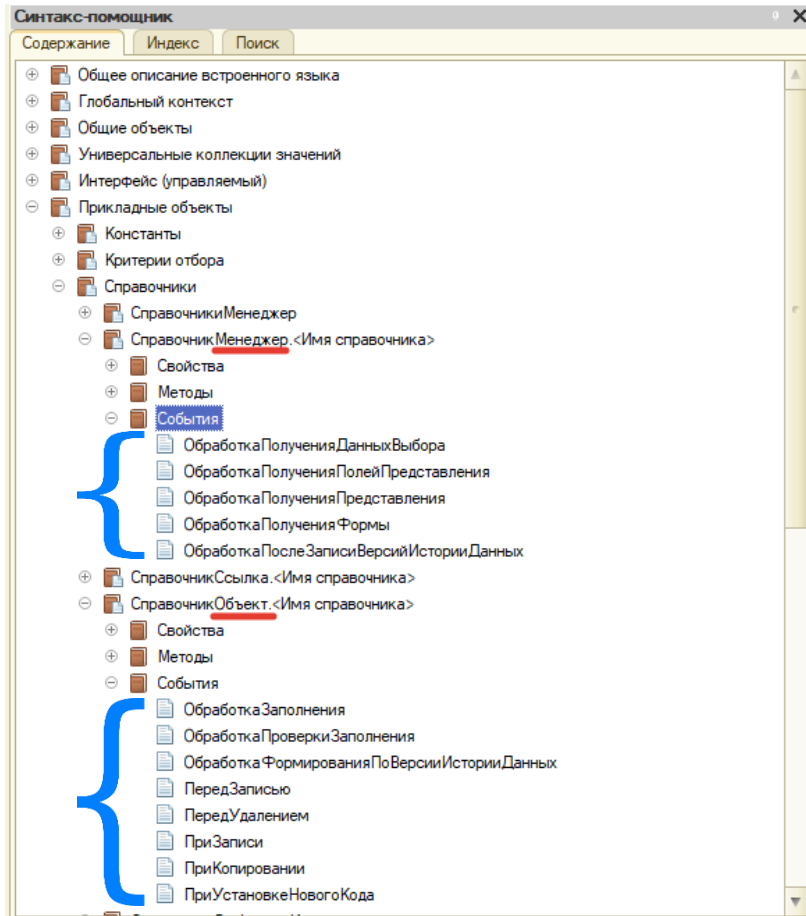 Синтакс-помощник
Содержание Индекс Поиск
Общее описание встроенного языка
Глобальный контекст
Общие объекты
Универсальные коллекции значений
Интерфейс (управляемый)
Прикладные объекты
Константы
Критерии отбора
Справочники
СправочникиМенеджер
СправочникМенеджер.<Имя справочника>
Свойства
Методы
События
ОбработкаПолученияДанныхВыбора
ОбработкаПолученияПолейПредставления
ОбработкаПолученияПредставления
ОбработкаПолученияФормы
ОбработкаПослеЗаписиВерсийИсторииДанных
СправочникСсылка.<Имя справочника>
СправочникОбъект.<Имя справочника>
Свойства
Методы
События
ОбработкаЗаполнения
ОбработкаПроверкиЗаполнения
ОбработкаФормированияПоВерсииИсторииДанных
ПередЗаписью
ПередУдалением
ПриЗаписи
ПриКопировании
ПриУстановкеНовогоКода